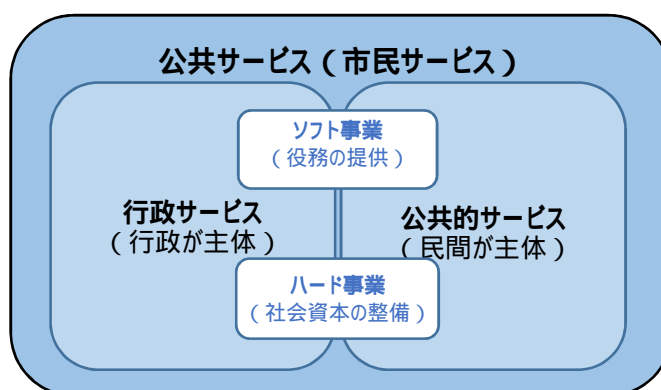 公共サービス（市民サービス）
ソフト事業
（役務の提供）
行政サービス
（行政が主体）
公共的サービス
（民間が主体）
ハード事業
（社会資本の整備）